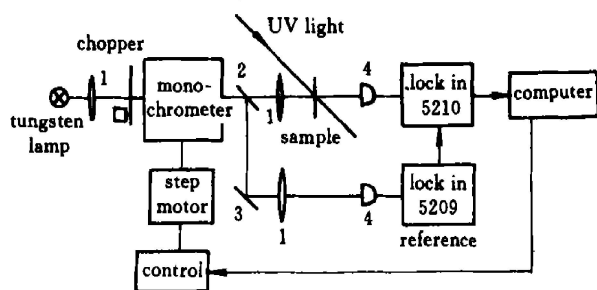 UV light
chopper
1
mono-
chrometer
2
1
sample
4
.lock in
5210
computer
tungsten
lamp
step
motor
3
1
4
lock in
5209
reference
control